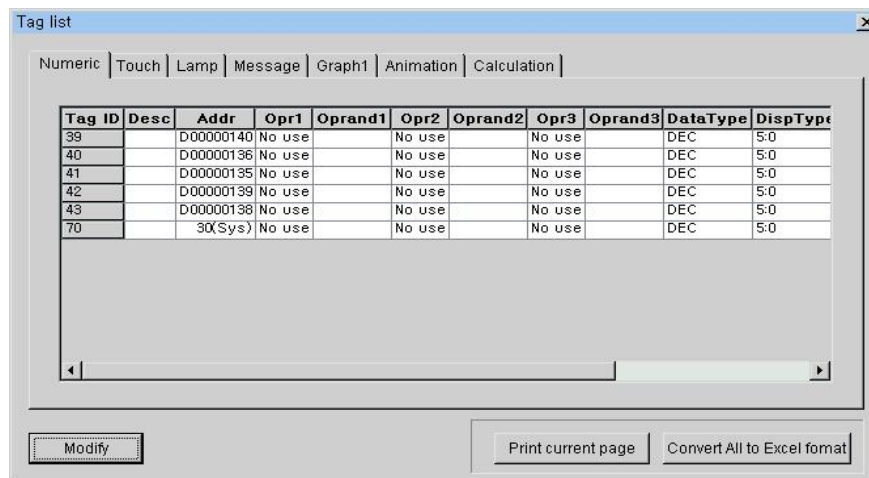 Tag list
Numeric Touch Lamp Message Graph1 Animation Calculation
Tag ID Desc Addr Opr1 Oprand1 Opr2 Oprand2 Opr3 Oprand3 DataType DispType
39 D00000140 No use No use No use DEC 5:0
40 D00000136 No use No use No use DEC 5:0
41 D00000135 No use No use No use DEC 5:0
42 D00000139 No use No use No use DEC 5:0
43 D00000138 No use No use No use DEC 5:0
70 30(Sys) No use No use No use DEC 5:0
Modify Print current page Convert All to Excel fomat